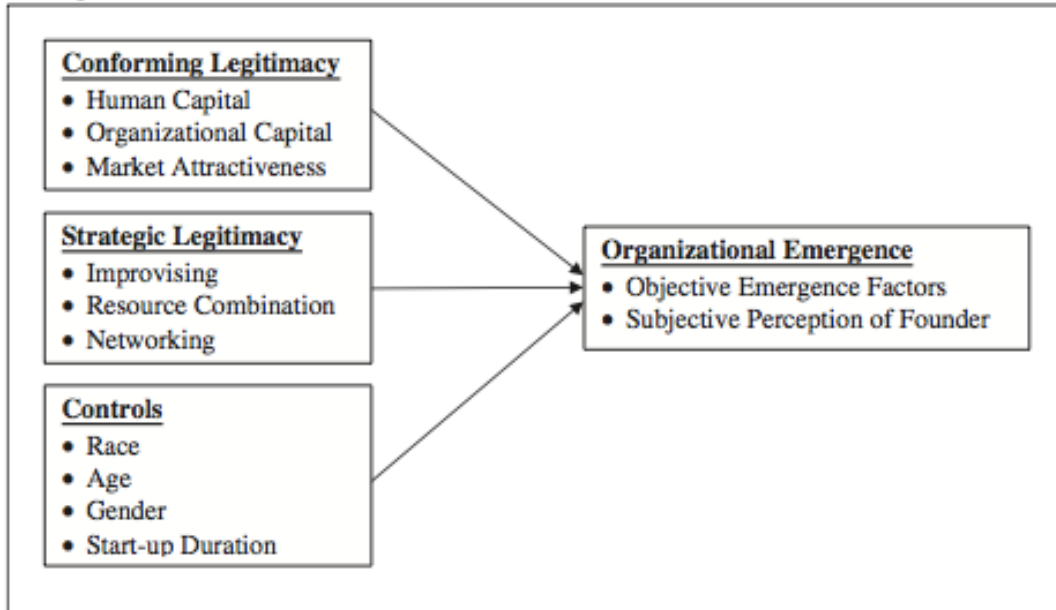 Conforming Legitimacy
• Human Capital
• Organizational Capital
• Market Attractiveness
Strategic Legitimacy
• Improvising
• Resource Combination
• Networking
Controls
• Race
• Age
• Gender
• Start-up Duration
Organizational Emergence
• Objective Emergence Factors
• Subjective Perception of Founder